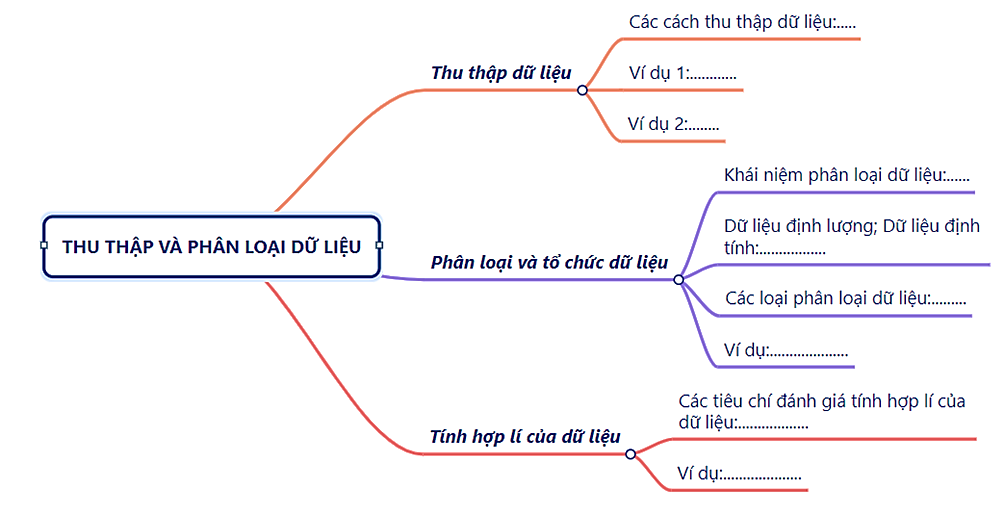 Các cách thu thập dữ liệu:.....
Thu thập dữ liệu
Ví dụ 1:............
Ví dụ 2:........
Khái niệm phân loại dữ liệu:......
THU THẬP VÀ PHÂN LOẠI DỮ LIỆU
Dữ liệu định lượng; Dữ liệu định
tính:.................
Phân loại và tổ chức dữ liệu
Các loại phân loại dữ liệu:.........
Ví dụ:....................
Các tiêu chí đánh giá tính hợp lí của
dữ liệu:..................
Tính hợp lí của dữ liệu
Ví dụ:....................